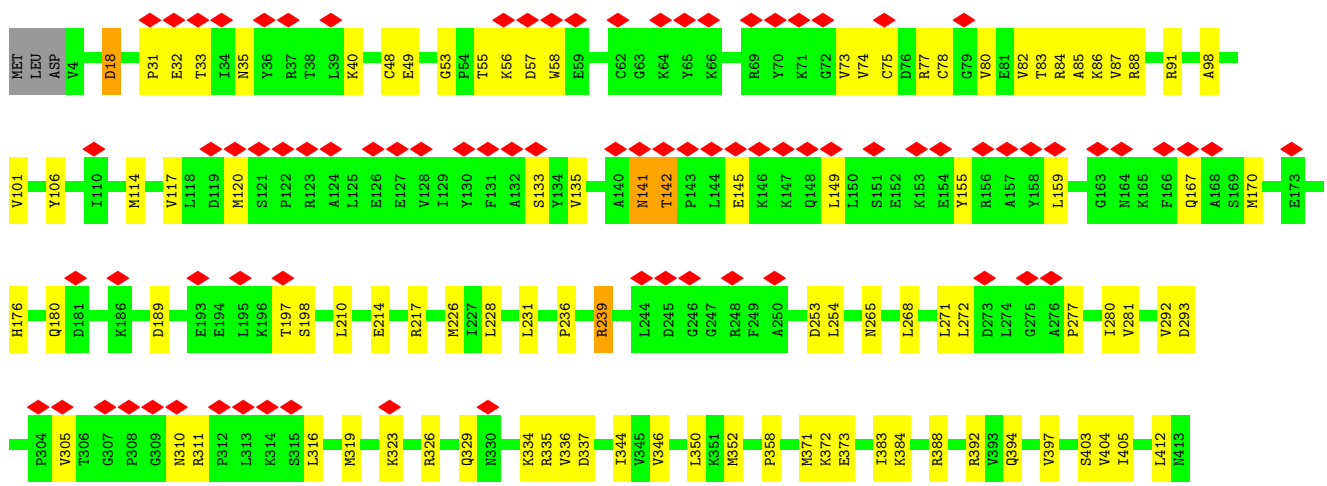 MET LEU ASP V4 D18 P31 E32 T33 I34 N35 Y36 R37 T38 L39 K40 C48 E49 G53 P54 T55 K56 D57 W58 E59 C62 G63 K64 Y65 K66 R69 Y70 K71 G72 V73 V74 C75 D76 R77 C78 G79 V80 E81 V82 T83 R84 A85 K86 V87 R88 R91 A98
V101 Y106 I110 M114 V117 L118 D119 M120 S121 P122 R123 A124 L125 E126 E127 V128 I129 Y130 F131 A132 S133 Y134 V135 A140 N141 T142 P143 L144 E145 K146 K147 Q148 L149 L150 S151 E152 K153 E154 Y155 R156 A157 Y158 L159 G163 N164 K165 F166 Q167 A168 S169 M170 E173
H176 Q180 D181 K186 D189 E193 E194 L195 K196 T197 S198 L210 E214 R217 M226 I227 L228 L231 P236 R239 L244 D245 G246 G247 R248 F249 A250 D253 L254 N265 L268 L271 L272 D273 L274 G275 A276 P277 I280 V281 V292 D293
P304 V305 T306 G307 P308 G309 N310 R311 P312 L313 K314 S315 L316 M319 K323 R326 Q329 N330 K334 R335 V336 D337 I344 V345 V346 L350 K351 M352 P358 M371 K372 E373 I383 K384 R388 R392 V393 Q394 V397 S403 V404 I405 L412 N413